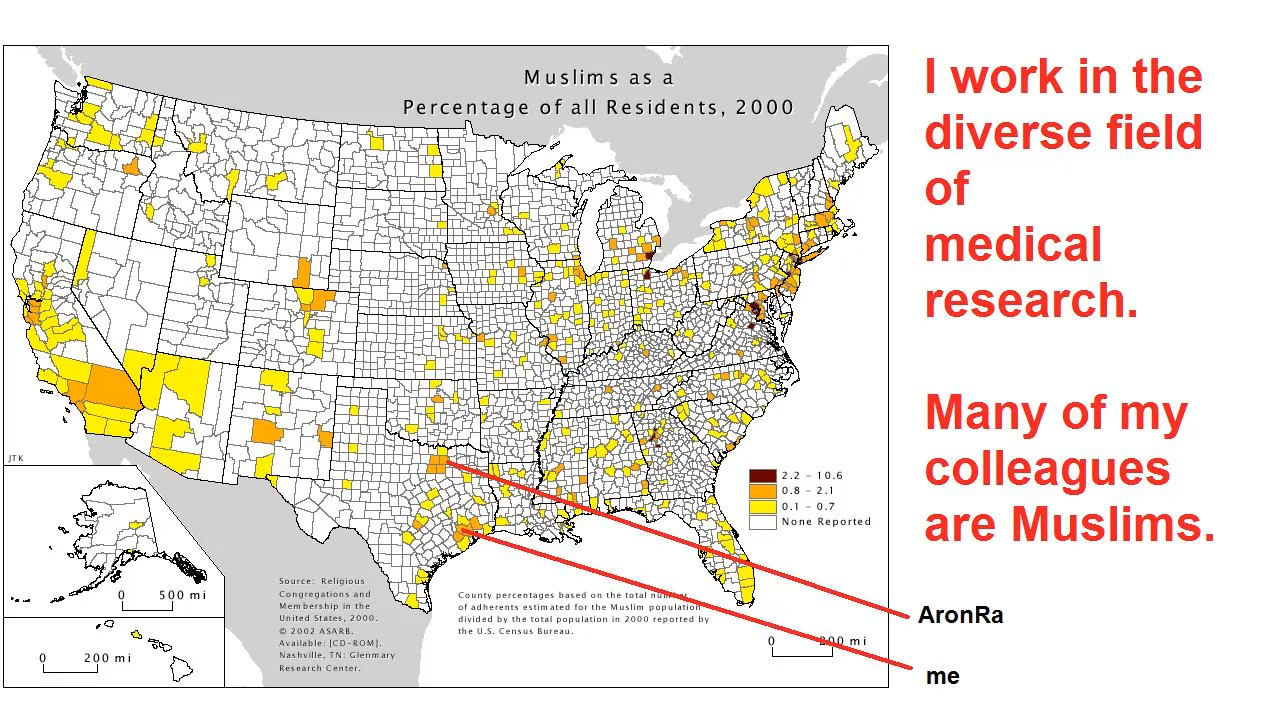 Muslims as a
Percentage of all Residents, 2000
I work in the
diverse field
of
medical
research.
Many of my
colleagues
are Muslims.
JTK
2.2 – 10.6
0.8 – 2.1
0.1 – 0.7
None Reported
0 500 mi
0 200 mi
Source: Religious
Congregations and
Membership in the
United States, 2000.
© 2002 ASARB.
Available: [CD-ROM].
Nashville, TN: Glenmary
Research Center.
County percentages based on the total number
of adherents estimated for the Muslim population
divided by the total population in 2000 reported by
the U.S. Census Bureau.
0 200 mi
AronRa
me